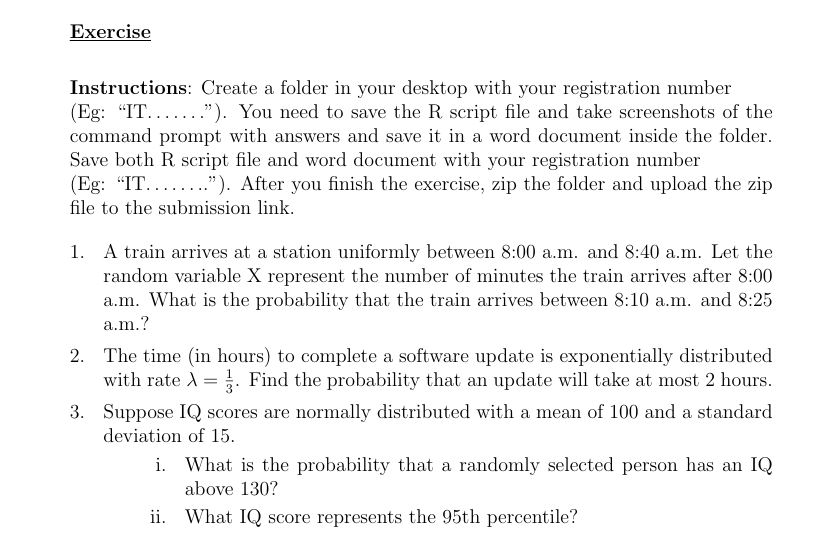 Exercise
Instructions: Create a folder in your desktop with your registration number
(Eg: “IT.......”). You need to save the R script file and take screenshots of the
command prompt with answers and save it in a word document inside the folder.
Save both R script file and word document with your registration number
(Eg: “IT........”). After you finish the exercise, zip the folder and upload the zip
file to the submission link.
1. A train arrives at a station uniformly between 8:00 a.m. and 8:40 a.m. Let the
random variable X represent the number of minutes the train arrives after 8:00
a.m. What is the probability that the train arrives between 8:10 a.m. and 8:25
a.m.?
2. The time (in hours) to complete a software update is exponentially distributed
with rate λ = 1/3. Find the probability that an update will take at most 2 hours.
3. Suppose IQ scores are normally distributed with a mean of 100 and a standard
deviation of 15.
i. What is the probability that a randomly selected person has an IQ
above 130?
ii. What IQ score represents the 95th percentile?